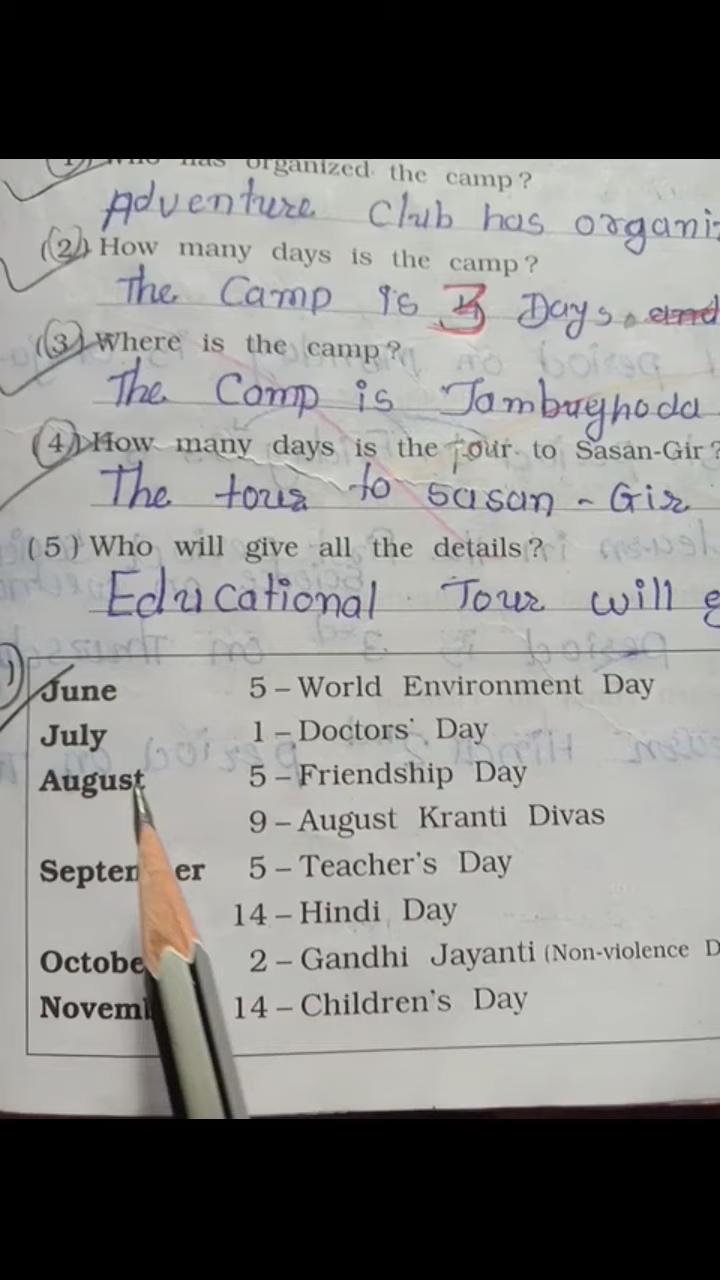 has organized the camp?
Adventure Club has organi
(2) How many days is the camp?
The Camp is 3 Days.
(3) Where is the camp?
The Camp is Jambughoda
(4) How many days is the tour to Sasan-Gir?
The tour to Sasan - Gir
(5) Who will give all the details?
Educational Tour will
June 5 – World Environment Day
July 1 – Doctors' Day
August 5 – Friendship Day
9 – August Kranti Divas
September 5 – Teacher's Day
14 – Hindi Day
Octobe 2 – Gandhi Jayanti (Non-violence D
Novem 14 – Children's Day